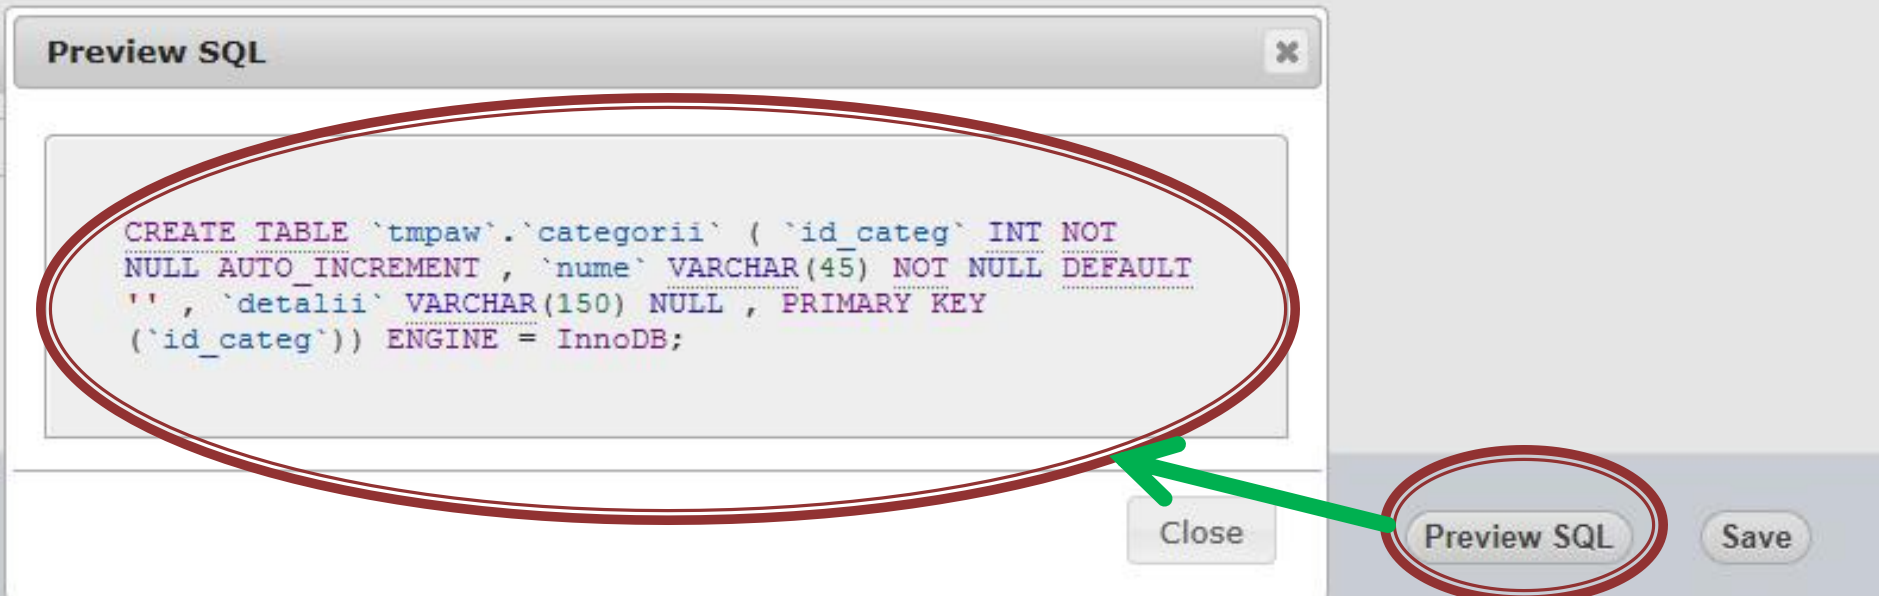 Preview SQL
CREATE TABLE `tmpaw`.`categorii` ( `id_categ` INT NOT
NULL AUTO_INCREMENT , `nume` VARCHAR(45) NOT NULL DEFAULT
'' , `detalii` VARCHAR(150) NULL , PRIMARY KEY
(`id_categ`)) ENGINE = InnoDB;
Close
Preview SQL
Save